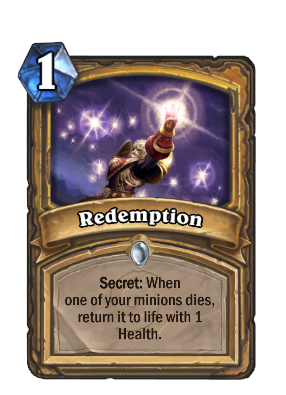 1
Redemption
Secret: When
one of your minions dies,
return it to life with 1
Health.